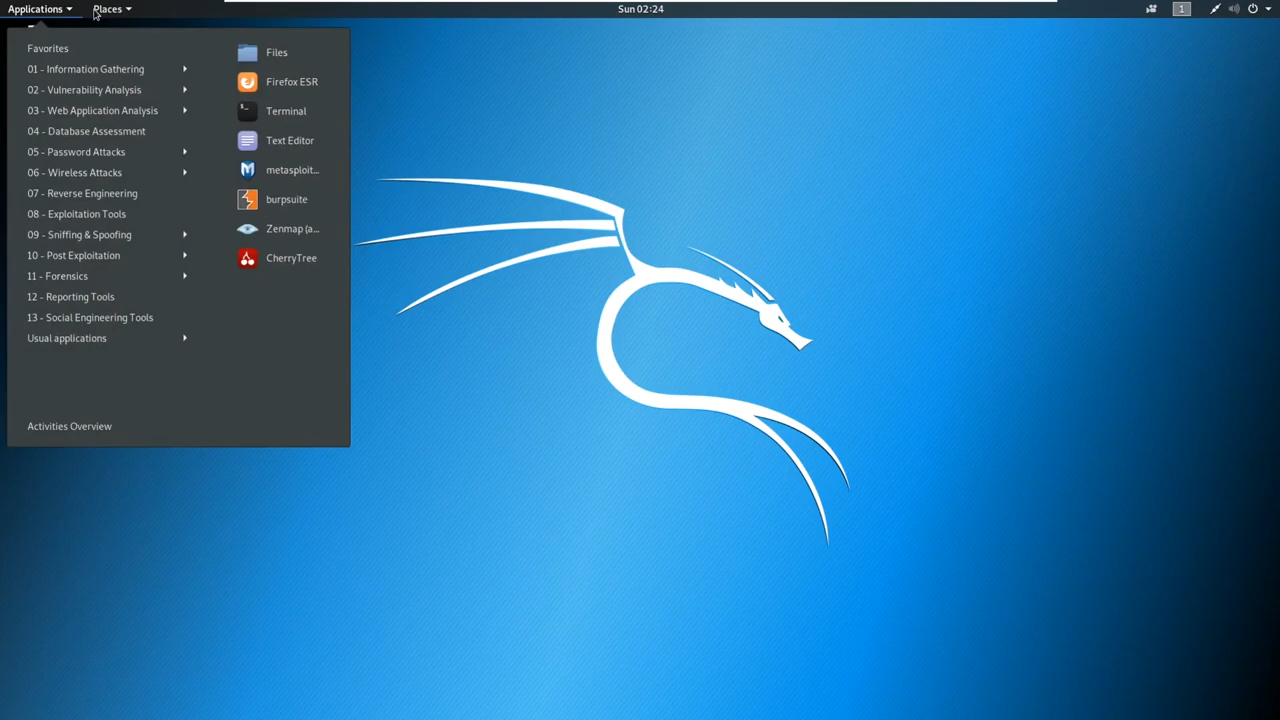 Applications
Places
Sun 02:24
1
Favorites
01 - Information Gathering
02 - Vulnerability Analysis
03 - Web Application Analysis
04 - Database Assessment
05 - Password Attacks
06 - Wireless Attacks
07 - Reverse Engineering
08 - Exploitation Tools
09 - Sniffing & Spoofing
10 - Post Exploitation
11 - Forensics
12 - Reporting Tools
13 - Social Engineering Tools
Usual applications
Activities Overview
Files
Firefox ESR
Terminal
Text Editor
metasploit...
burpsuite
Zenmap (a...
CherryTree